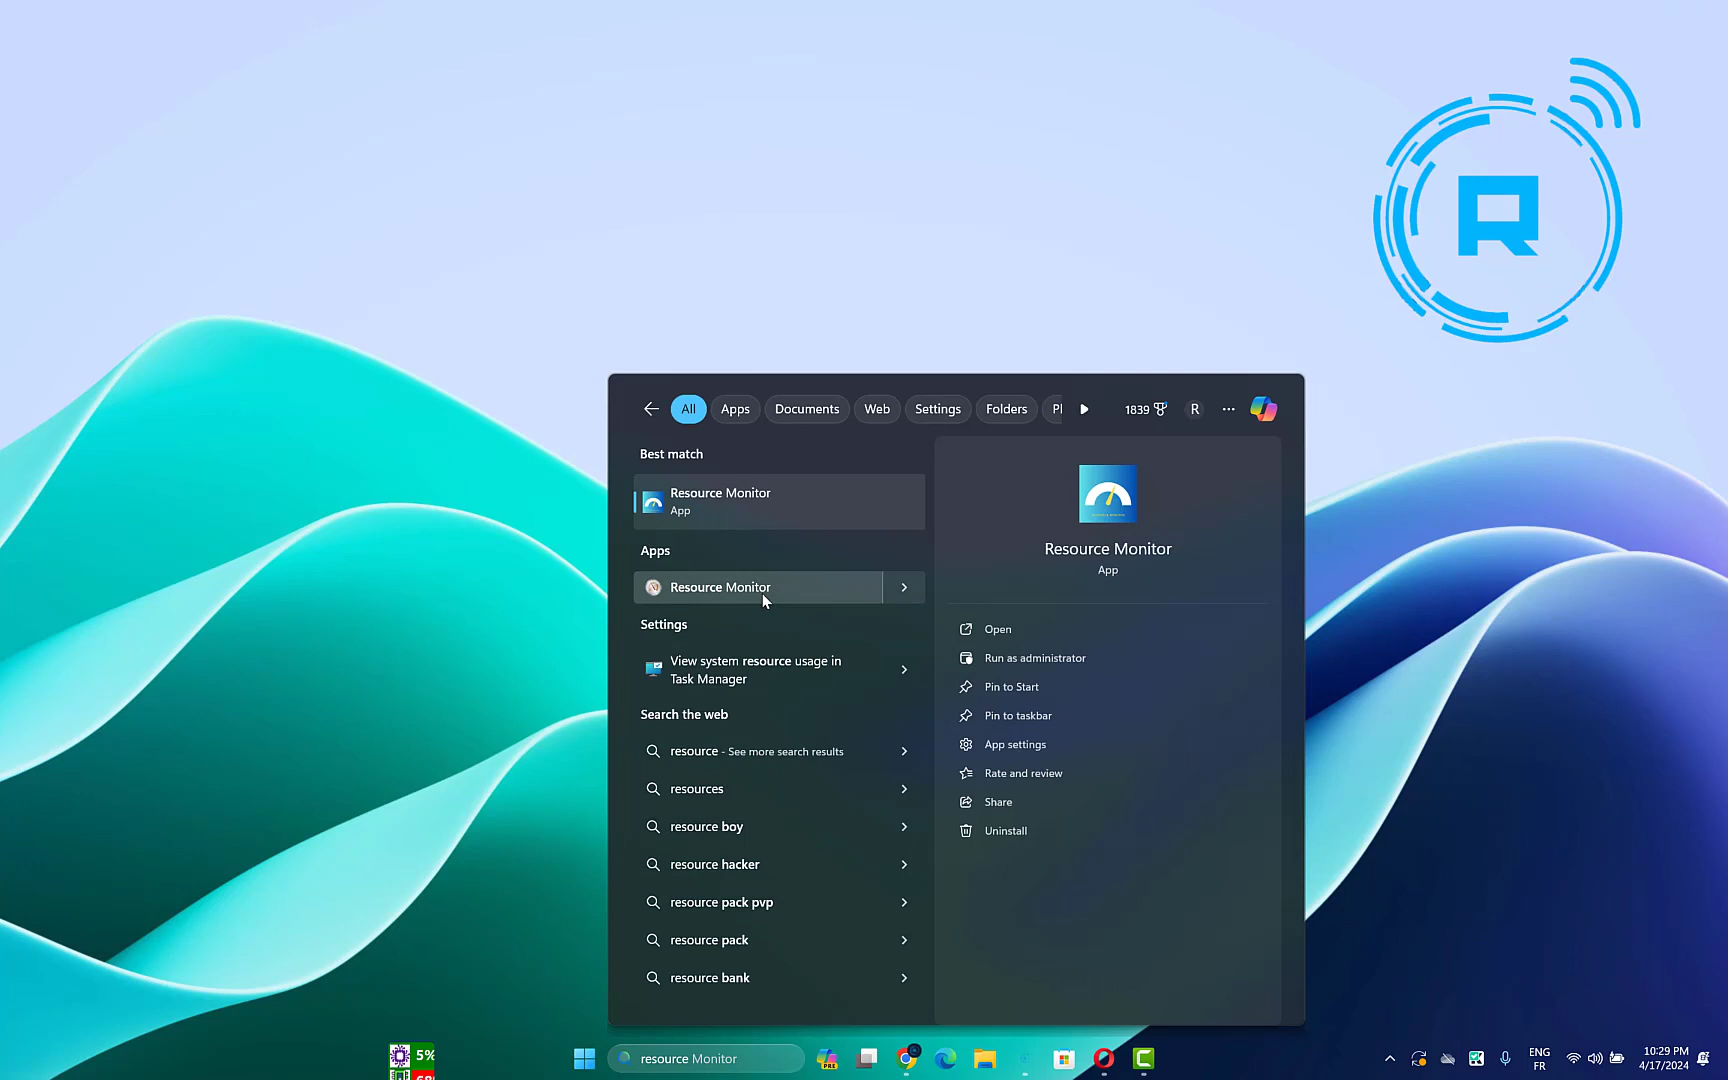 R
All
Apps
Documents
Web
Settings
Folders
1839
R
Best match
Resource Monitor
App
Apps
Resource Monitor
Settings
View system resource usage in
Task Manager
Search the web
resource - See more search results
resources
resource boy
resource hacker
resource pack pvp
resource pack
resource bank
Resource Monitor
App
Open
Run as administrator
Pin to Start
Pin to taskbar
App settings
Rate and review
Share
Uninstall
5%
resource Monitor
PRE
ENG
FR
10:29 PM
4/17/2024